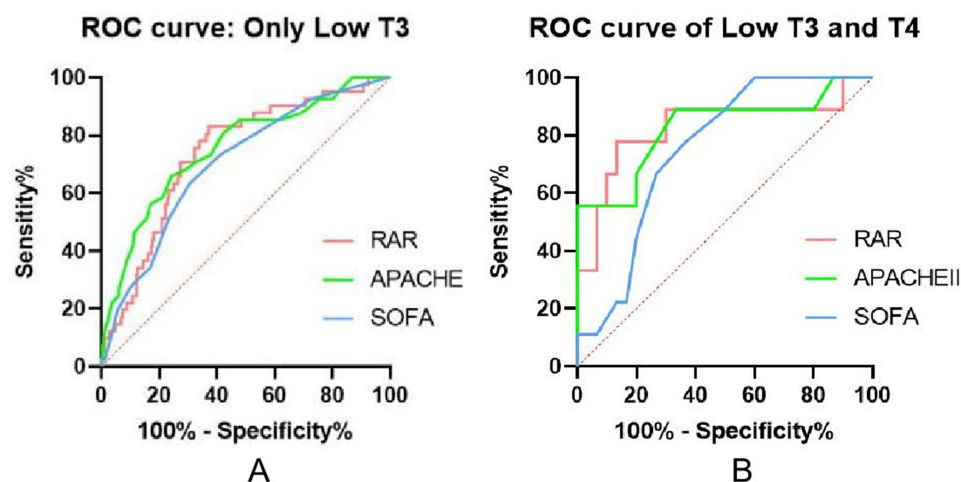 ROC curve: Only Low T3
100
80
60
40
20
0
Sensitity%
RAR
APACHE
SOFA
0 20 40 60 80 100
100% - Specificity%
A
ROC curve of Low T3 and T4
100
80
60
40
20
0
Sensitity%
RAR
APACHEII
SOFA
0 20 40 60 80 100
100% - Specificity%
B